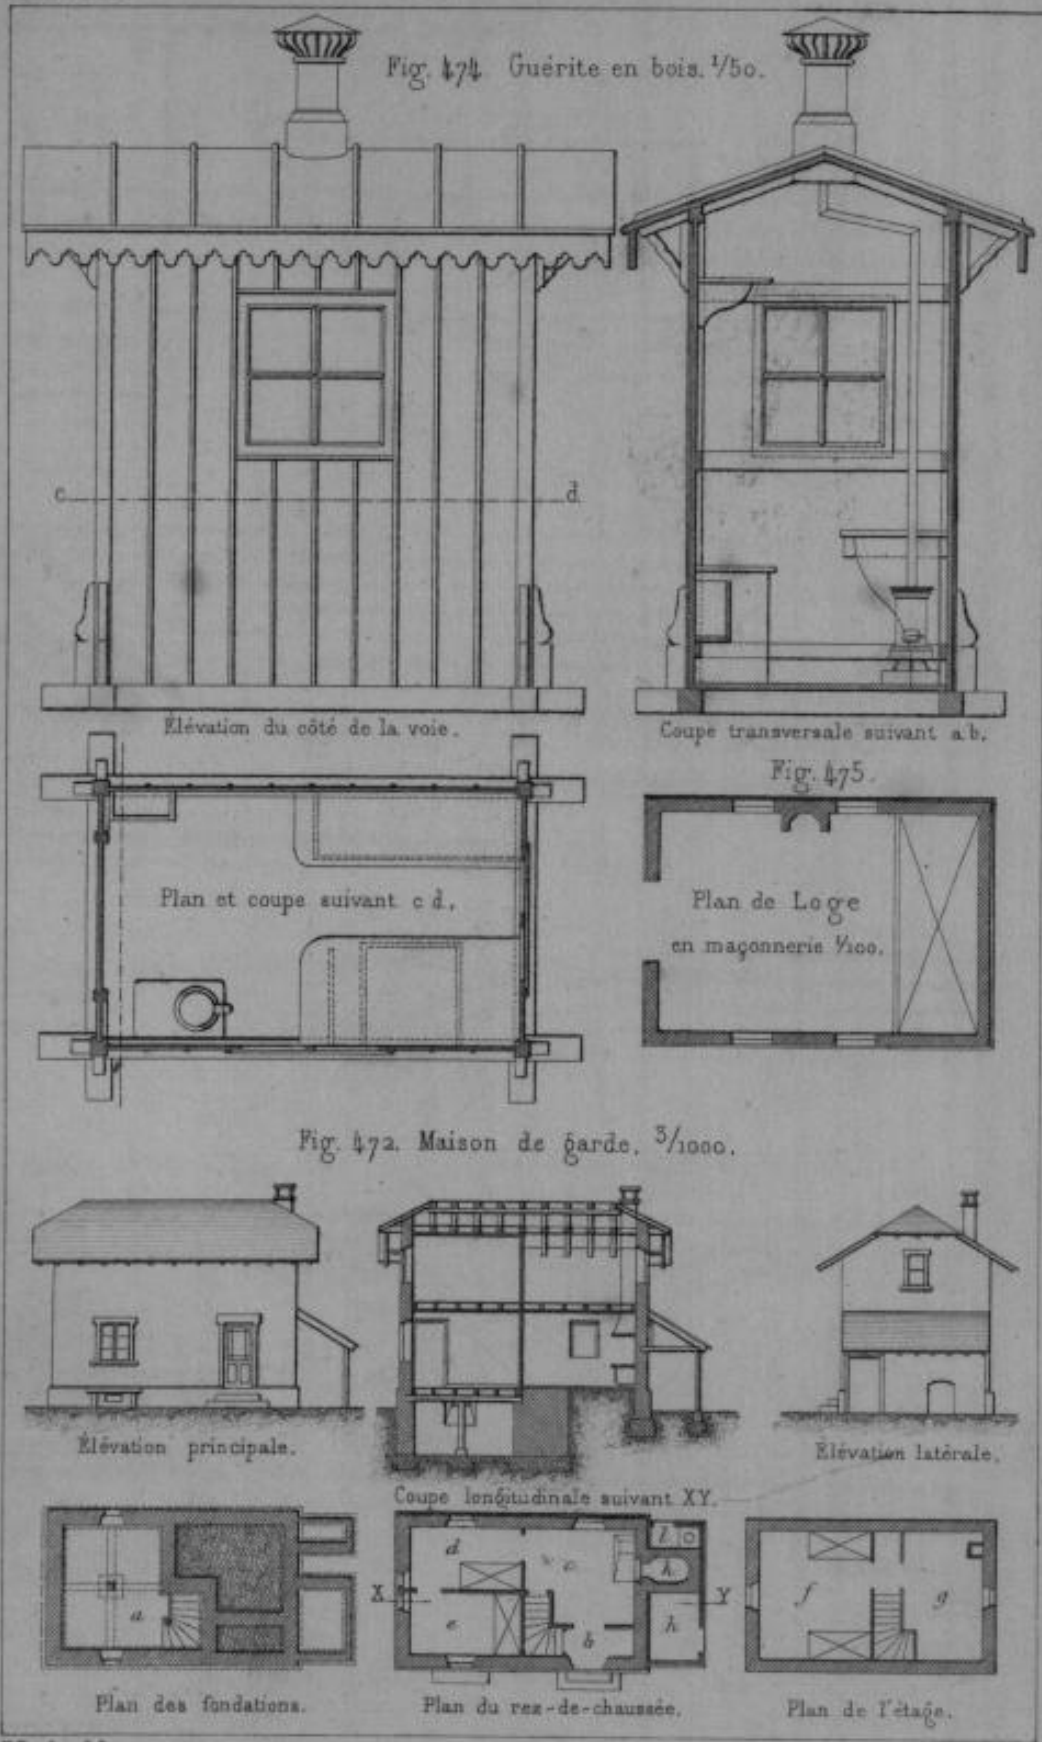 Fig. 474 Guérite en bois. 1/50.
c
d
Élévation du côté de la voie.
Coupe transversale suivant ab.
Fig. 475.
Plan et coupe suivant c d.
Plan de Loge
en maçonnerie 1/100.
Fig. 472. Maison de garde. 3/1000.
Élévation principale.
Élévation latérale.
Coupe longitudinale suivant XY.
a
X
d
c
l
k
Y
e
b
h
f
g
Plan des fondations.
Plan du rez-de-chaussée.
Plan de l'étage.